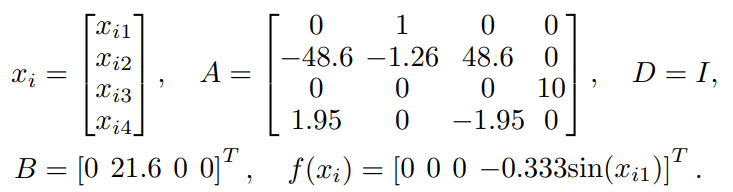 x_i = [x_{i1} x_{i2} x_{i3} x_{i4}], A = [0 1 0 0; −48.6 −1.26 48.6 0; 0 0 0 10; 1.95 0 −1.95 0], D = I,
B = [0 21.6 0 0]^T, f(x_i) = [0 0 0 −0.333sin(x_{i1})]^T.